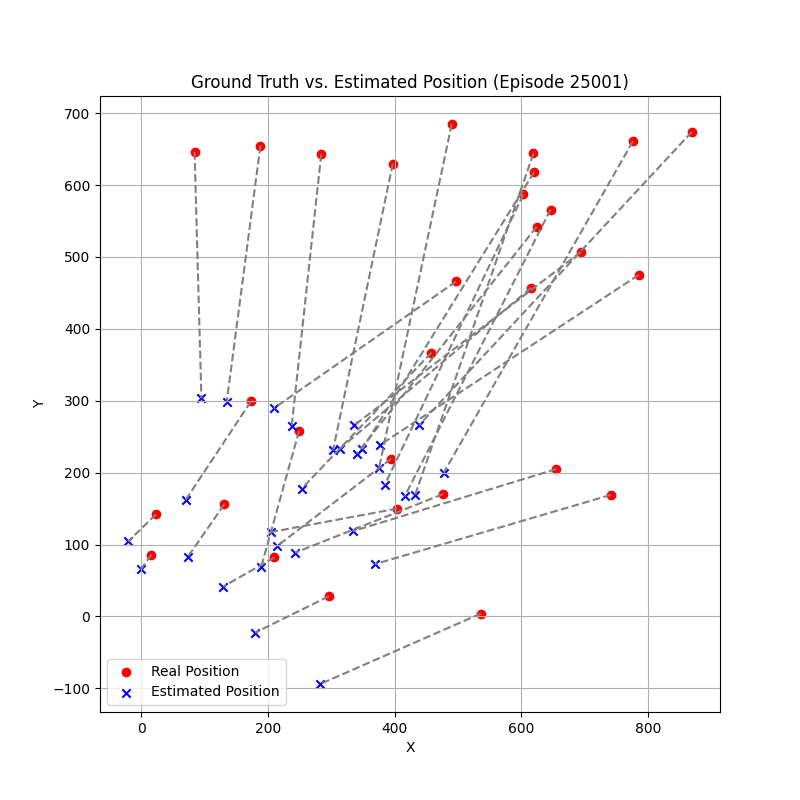 Ground Truth vs. Estimated Position (Episode 25001)
700
600
500
400
300
200
100
0
−100
Y
Real Position
Estimated Position
0 200 400 600 800
X